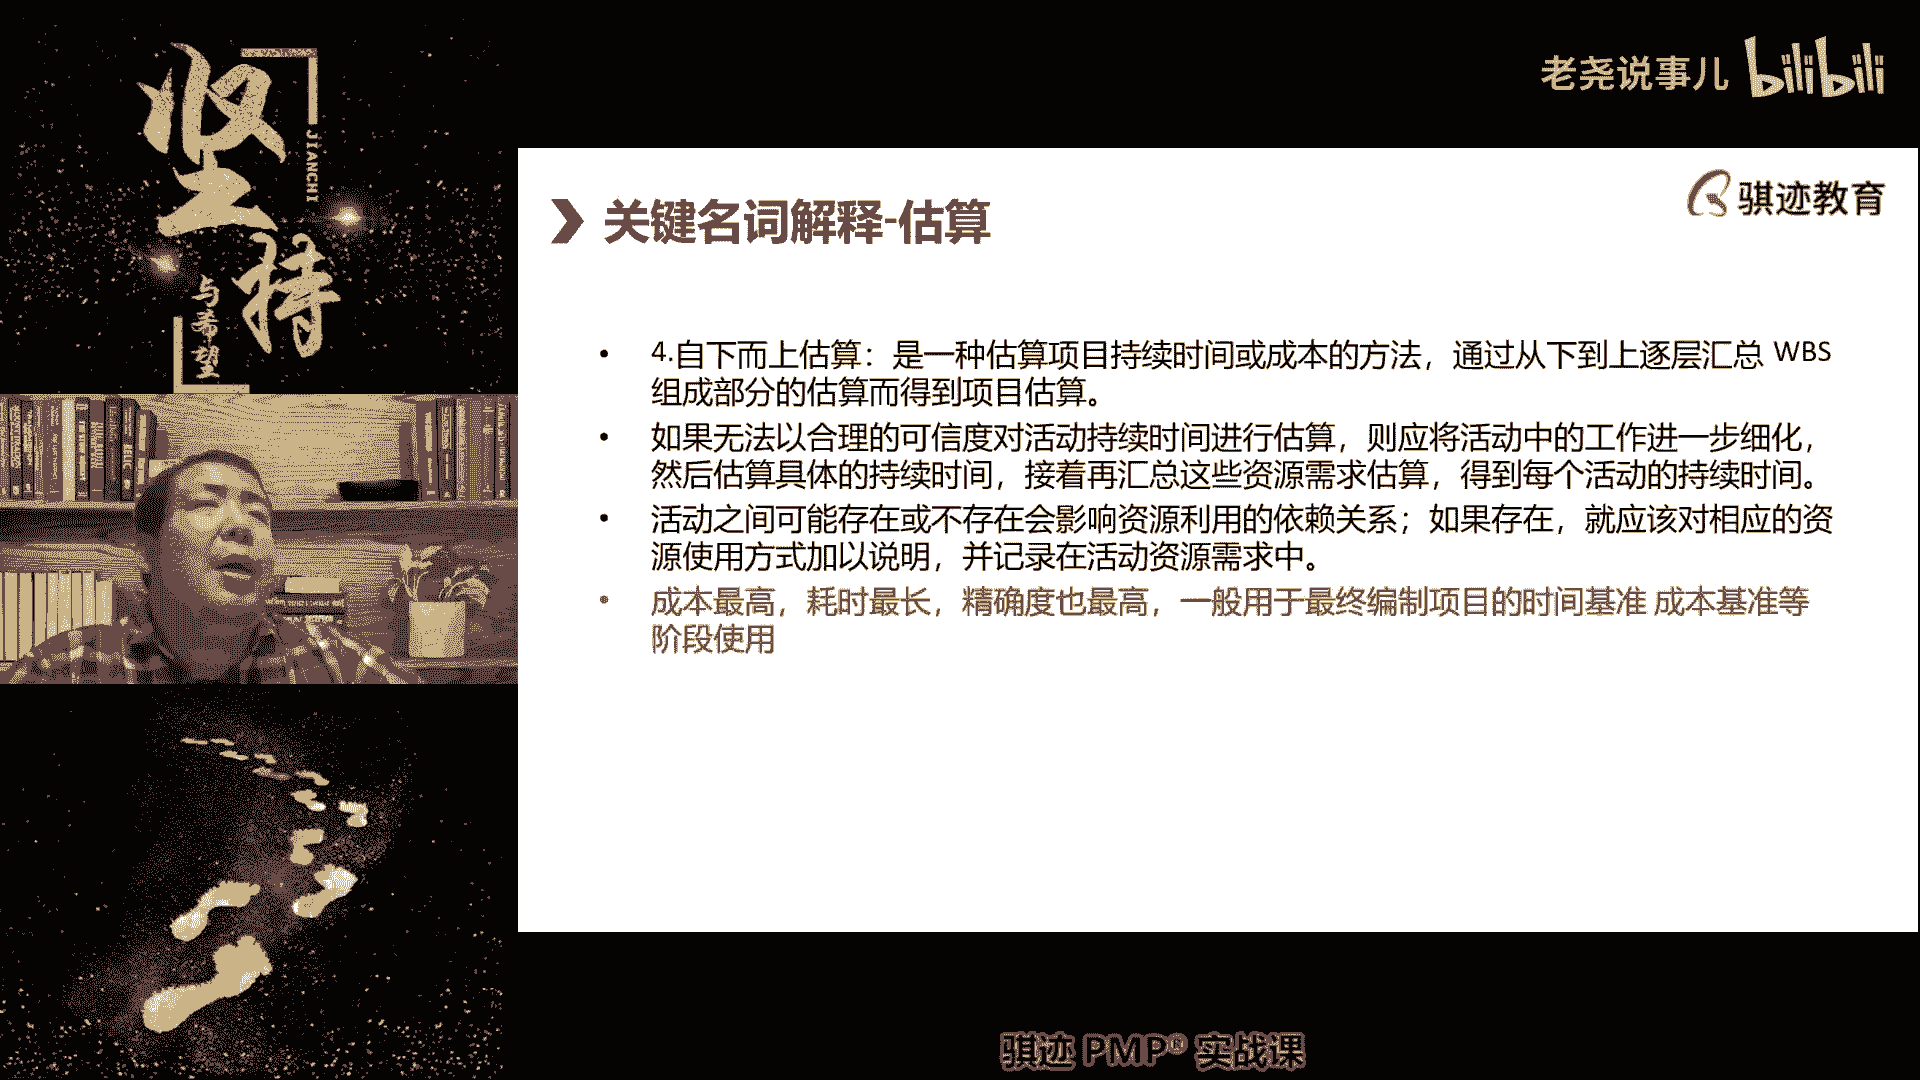 坚持
JIANCHI
与希望
老尧说事儿 bilibili
骐迹教育
关键名词解释-估算
• 4.自下而上估算：是一种估算项目持续时间或成本的方法，通过从下到上逐层汇总 WBS
组成部分的估算而得到项目估算。
• 如果无法以合理的可信度对活动持续时间进行估算，则应将活动中的工作进一步细化，
然后估算具体的持续时间，接着再汇总这些资源需求估算，得到每个活动的持续时间。
• 活动之间可能存在或不存在会影响资源利用的依赖关系；如果存在，就应该对相应的资
源使用方式加以说明，并记录在活动资源需求中。
• 成本最高，耗时最长，精确度也最高，一般用于最终编制项目的时间基准 成本基准等
阶段使用
骐迹 PMP® 实战课